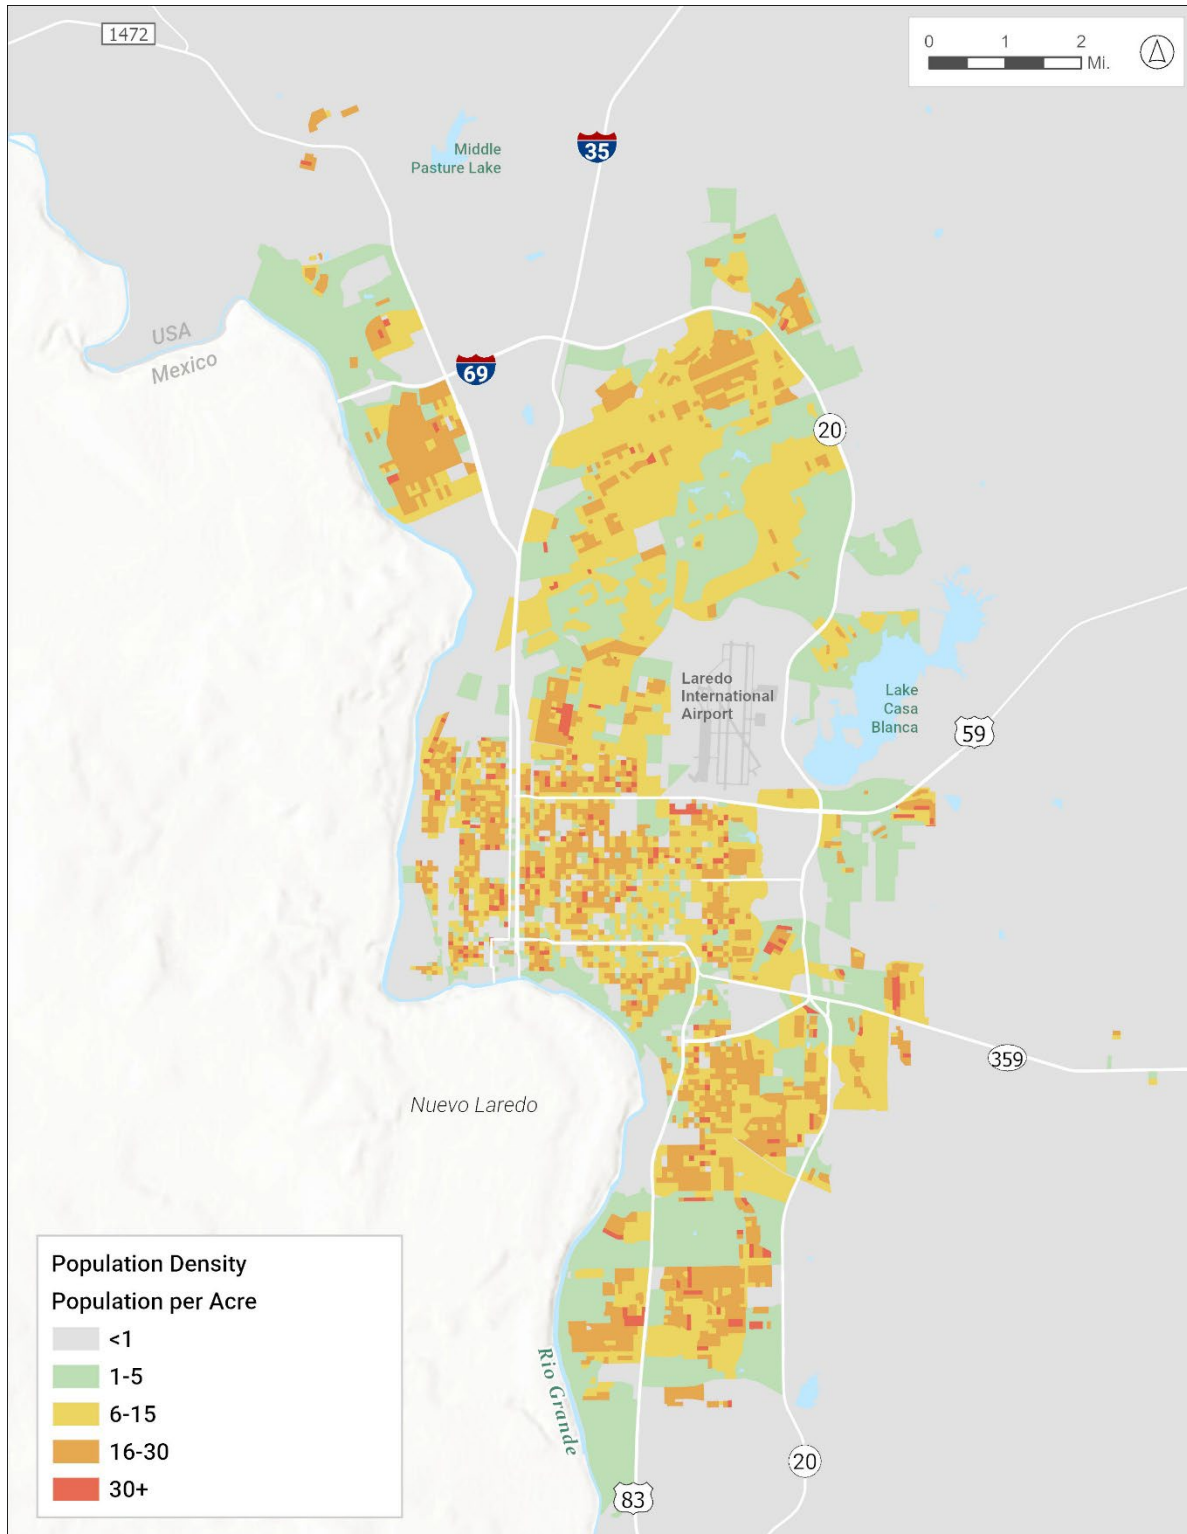 1472
0 1 2
Mi.
Middle
Pasture Lake
35
USA
Mexico
69
20
Laredo
International
Airport
Lake
Casa
Blanca
59
359
Nuevo Laredo
Population Density
Population per Acre
<1
1-5
6-15
16-30
30+
Rio Grande
20
83